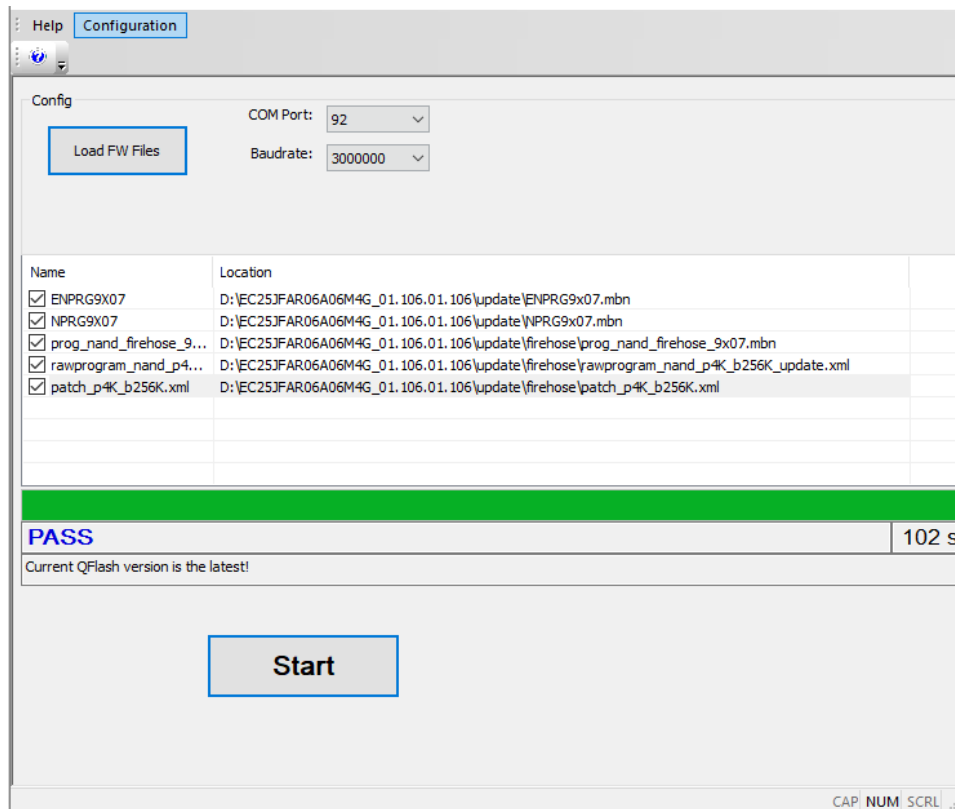 Help Configuration
Config
Load FW Files
COM Port: 92
Baudrate: 3000000
Name Location
ENPRG9X07 D:\EC25JFAR06A06M4G_01.106.01.106\update\ENPRG9x07.mbn
NPRG9X07 D:\EC25JFAR06A06M4G_01.106.01.106\update\NPRG9x07.mbn
prog_nand_firehose_9... D:\EC25JFAR06A06M4G_01.106.01.106\update\firehose\prog_nand_firehose_9x07.mbn
rawprogram_nand_p4... D:\EC25JFAR06A06M4G_01.106.01.106\update\firehose\rawprogram_nand_p4K_b256K_update.xml
patch_p4K_b256K.xml D:\EC25JFAR06A06M4G_01.106.01.106\update\firehose\patch_p4K_b256K.xml
PASS 102 s
Current QFlash version is the latest!
Start
CAP NUM SCRL